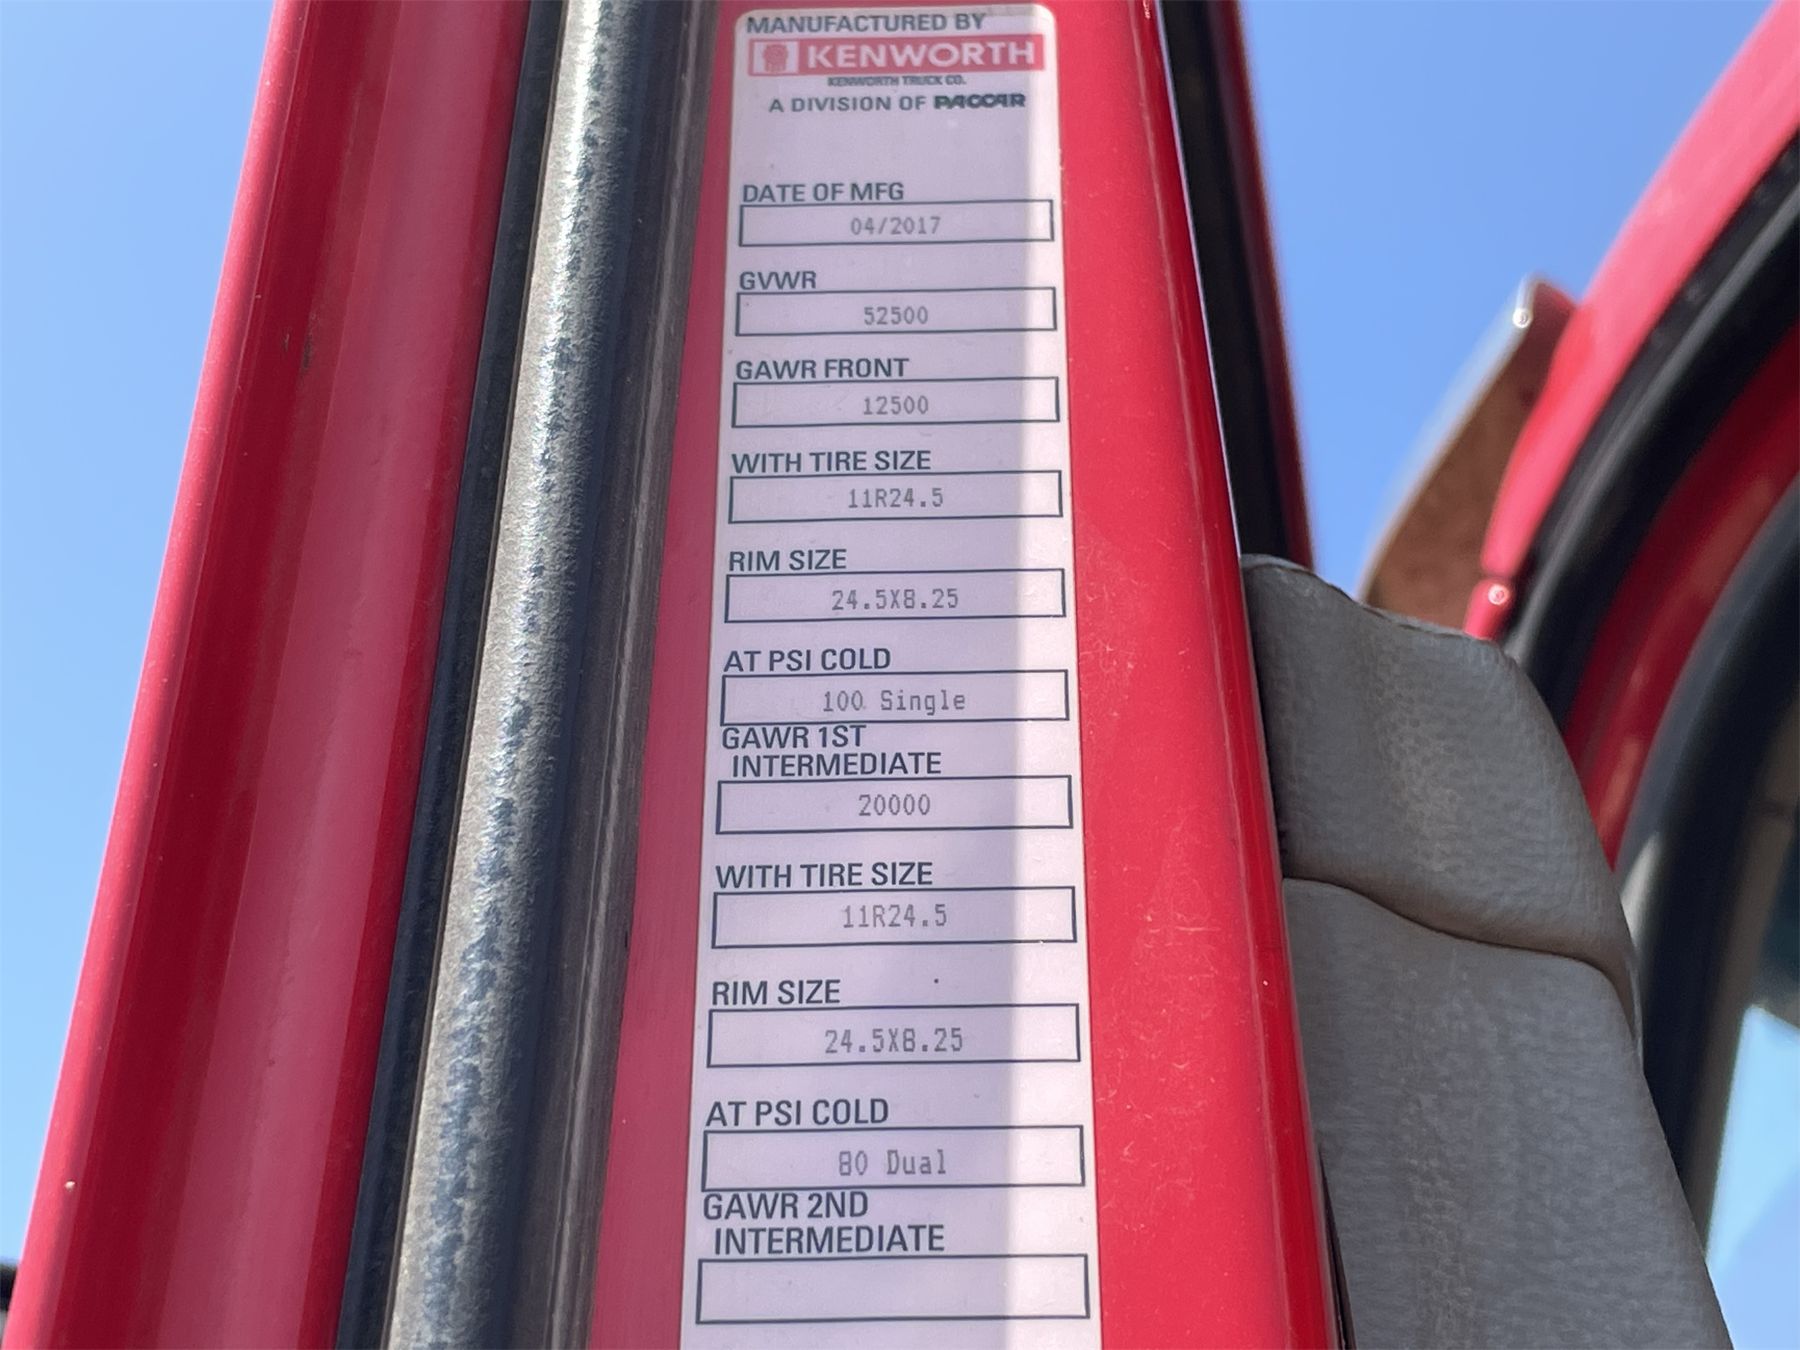 MANUFACTURED BY
KENWORTH
KENWORTH TRUCK CO.
A DIVISION OF PACCAR
DATE OF MFG
04/2017
GVWR
52500
GAWR FRONT
12500
WITH TIRE SIZE
11R24.5
RIM SIZE
24.5X8.25
AT PSI COLD
100 Single
GAWR 1ST
INTERMEDIATE
20000
WITH TIRE SIZE
11R24.5
RIM SIZE
24.5X8.25
AT PSI COLD
80 Dual
GAWR 2ND
INTERMEDIATE